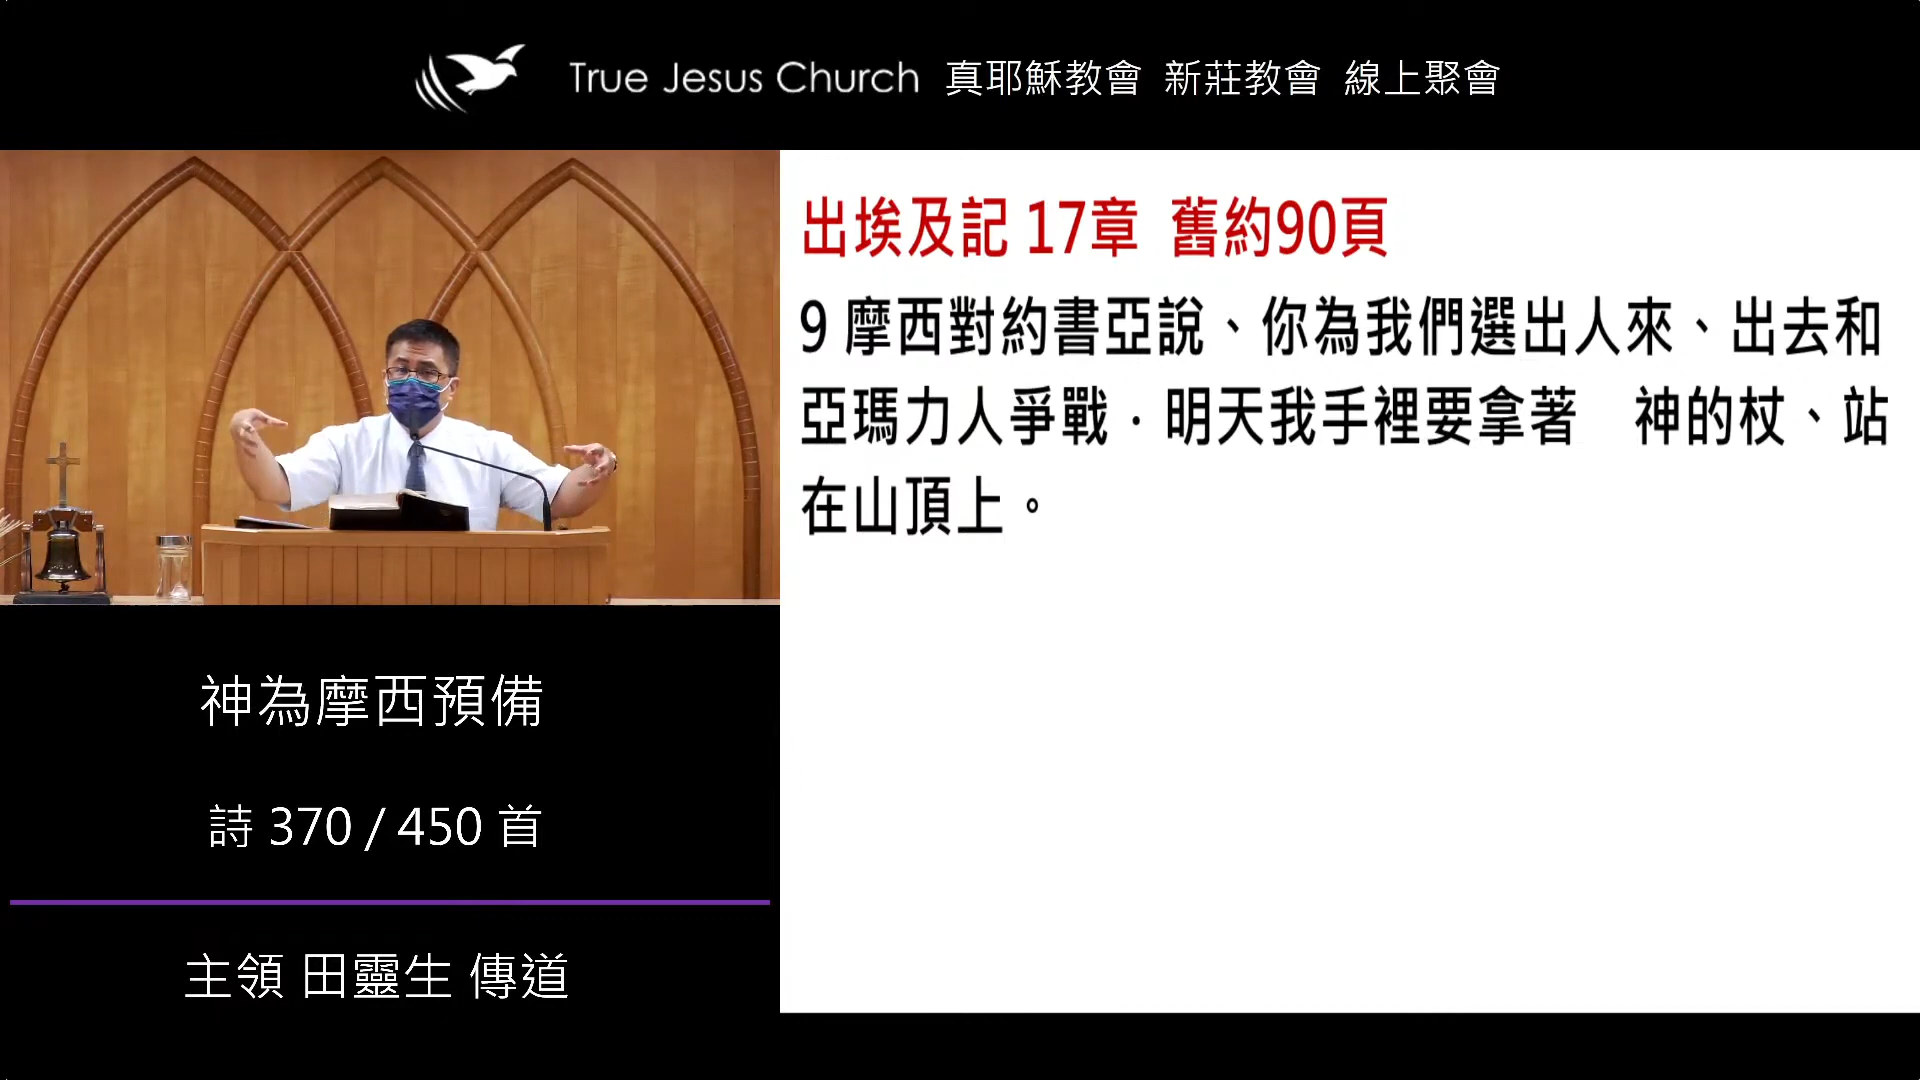 True Jesus Church 真耶穌教會 新莊教會 線上聚會
出埃及記 17章 舊約90頁
9 摩西對約書亞說、你為我們選出人來、出去和
亞瑪力人爭戰．明天我手裡要拿著　神的杖、站
在山頂上。
神為摩西預備
詩 370 / 450 首
主領 田靈生 傳道